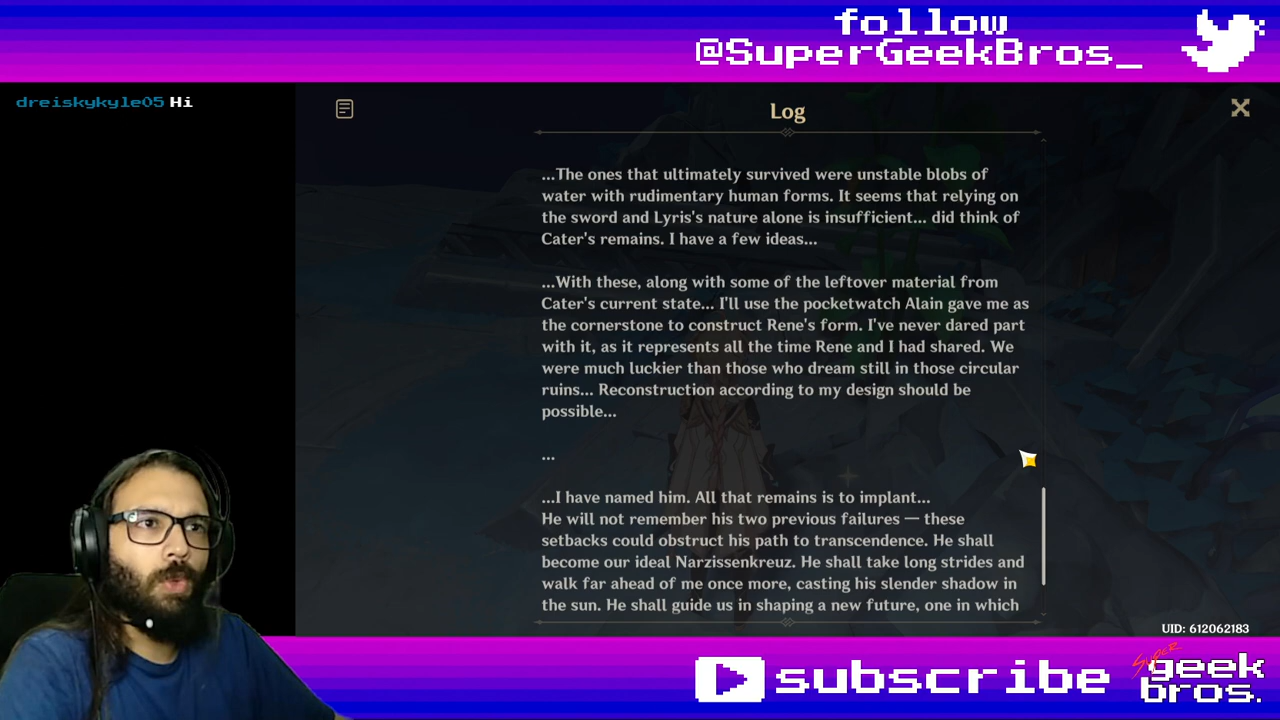 follow
@SuperGeekBros_
dreiskykyle05 Hi
Log
...The ones that ultimately survived were unstable blobs of
water with rudimentary human forms. It seems that relying on
the sword and Lyris's nature alone is insufficient... did think of
Cater's remains. I have a few ideas...
...With these, along with some of the leftover material from
Cater's current state... I'll use the pocketwatch Alain gave me as
the cornerstone to construct Rene's form. I've never dared part
with it, as it represents all the time Rene and I had shared. We
were much luckier than those who dream still in those circular
ruins... Reconstruction according to my design should be
possible...
...
...I have named him. All that remains is to implant...
He will not remember his two previous failures — these
setbacks could obstruct his path to transcendence. He shall
become our ideal Narzissenkreuz. He shall take long strides and
walk far ahead of me once more, casting his slender shadow in
the sun. He shall guide us in shaping a new future, one in which
UID: 612062183
subscribe
SUPER
geek
bros.